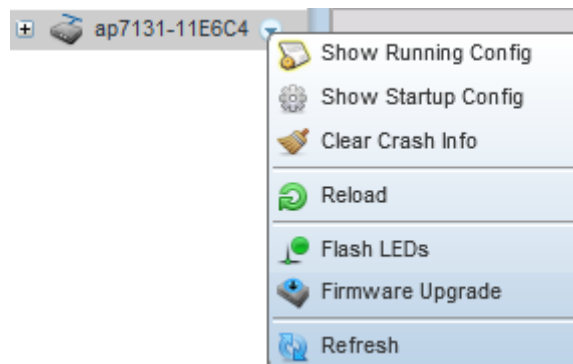 ap7131-11E6C4
Show Running Config
Show Startup Config
Clear Crash Info
Reload
Flash LEDs
Firmware Upgrade
Refresh